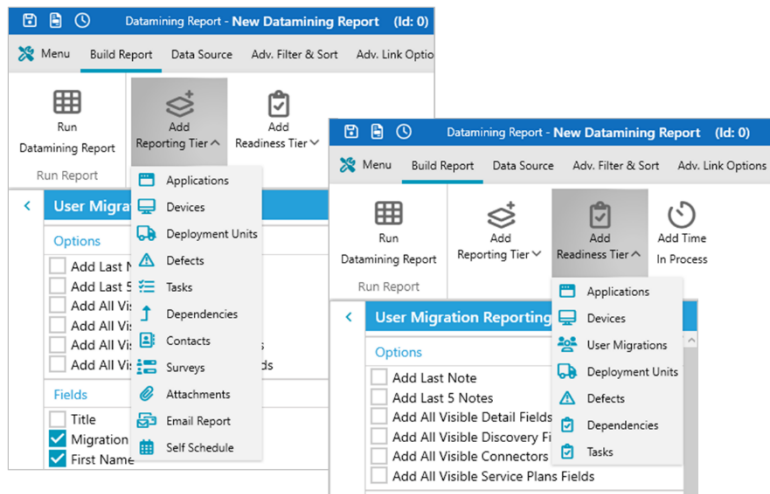 Datamining Report - New Datamining Report (Id: 0)
Menu Build Report Data Source Adv. Filter & Sort Adv. Link Optio
Run
Datamining Report
Add
Reporting Tier
Add
Readiness Tier
Run Report
User Migra
Options
Add Last N
Add Last 5
Add All Vi
Add All Vi
Add All Vi s
Add All Vi ds
Fields
Title
Migration
First Name
Applications
Devices
Deployment Units
Defects
Tasks
Dependencies
Contacts
Surveys
Attachments
Email Report
Self Schedule
Datamining Report - New Datamining Report (Id: 0)
Menu Build Report Data Source Adv. Filter & Sort Adv. Link Options
Run
Datamining Report
Add
Reporting Tier
Add
Readiness Tier
Add Time
In Process
Run Report
User Migration Reporting
Options
Add Last Note
Add Last 5 Notes
Add All Visible Detail Fields
Add All Visible Discovery Fi
Add All Visible Connectors
Add All Visible Service Plans Fields
Applications
Devices
User Migrations
Deployment Units
Defects
Dependencies
Tasks